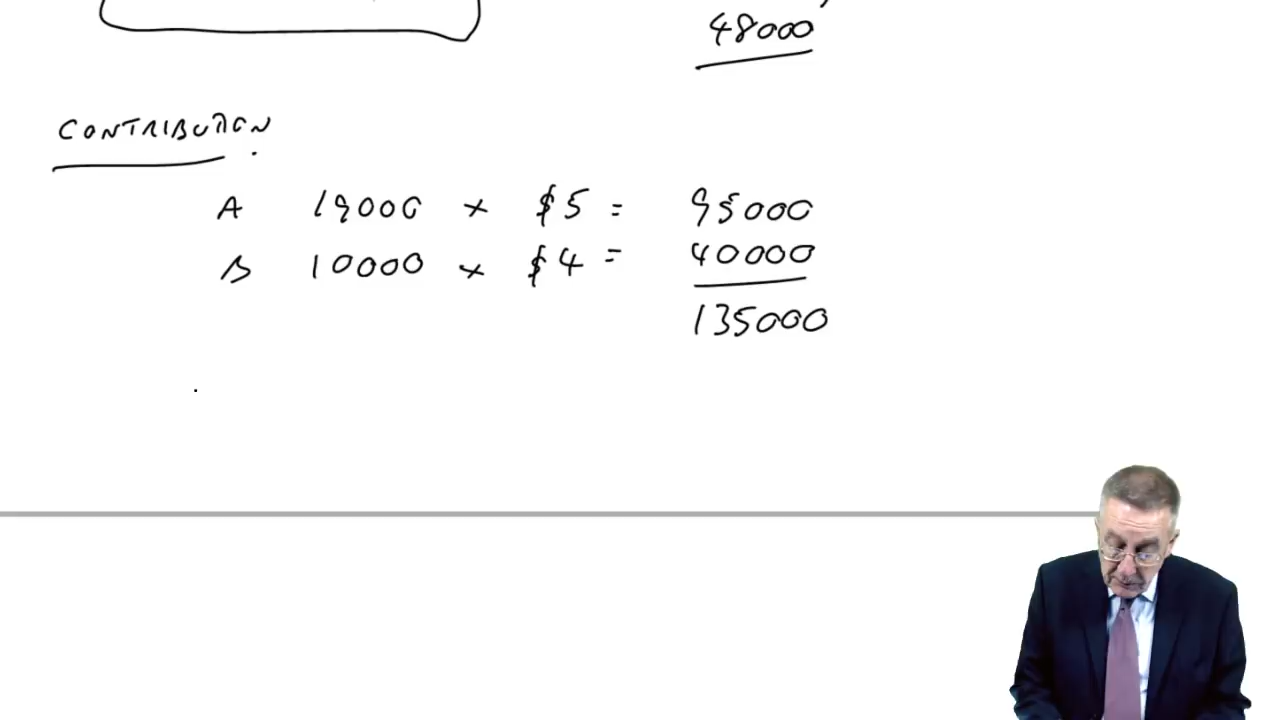 48000
CONTRIBUTION
A 19000 × $5 = 95000
B 10000 × $4 = 40000
135000